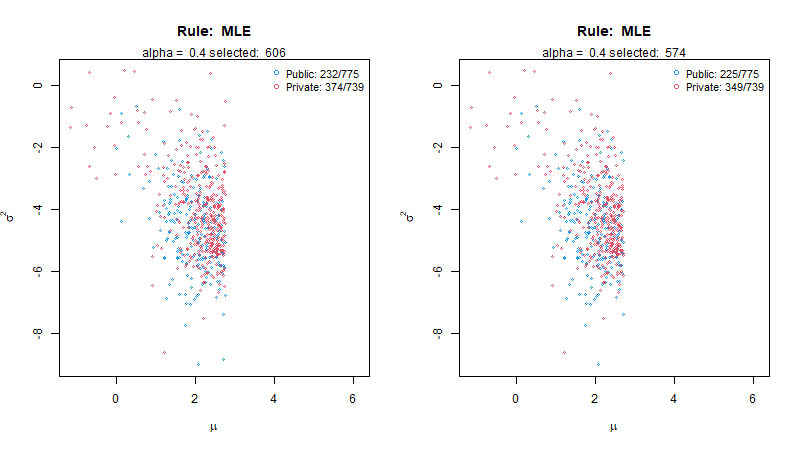 Rule: MLE
alpha = 0.4 selected: 606
Public: 232/775
Private: 374/739
0
-2
-4
-6
-8
σ²
0 2 4 6
μ
Rule: MLE
alpha = 0.4 selected: 574
Public: 225/775
Private: 349/739
0
-2
-4
-6
-8
σ²
0 2 4 6
μ